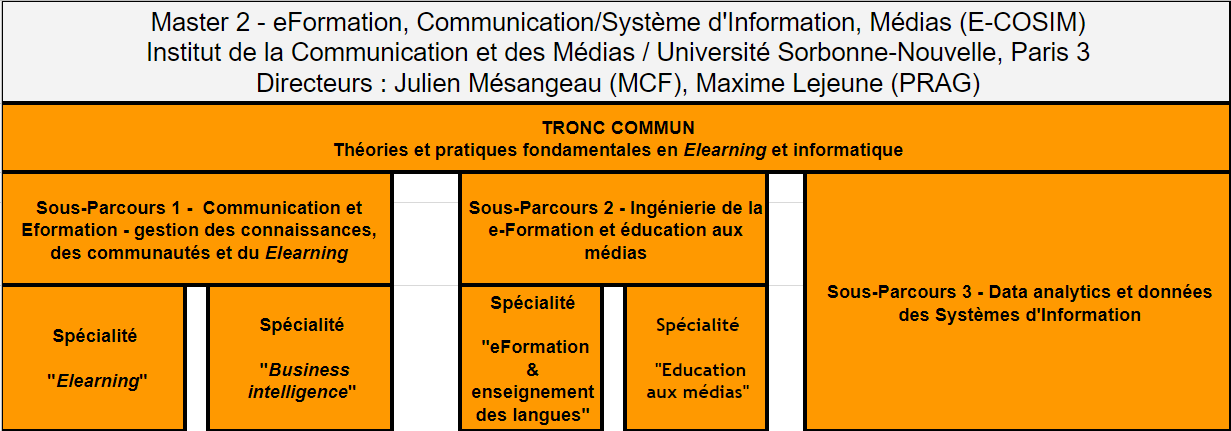 Master 2 - eFormation, Communication/Système d'Information, Médias (E-COSIM)
Institut de la Communication et des Médias / Université Sorbonne-Nouvelle, Paris 3
Directeurs : Julien Mésangeau (MCF), Maxime Lejeune (PRAG)
TRONC COMMUN
Théories et pratiques fondamentales en Elearning et informatique
Sous-Parcours 1 - Communication et
Eformation - gestion des connaissances,
des communautés et du Elearning
Spécialité
"Elearning"
Spécialité
"Business
intelligence"
Sous-Parcours 2 - Ingénierie de la
e-Formation et éducation aux
médias
Spécialité
"eFormation
&
enseignement
des langues"
Spécialité
"Education
aux médias"
Sous-Parcours 3 - Data analytics et données
des Systèmes d'Information